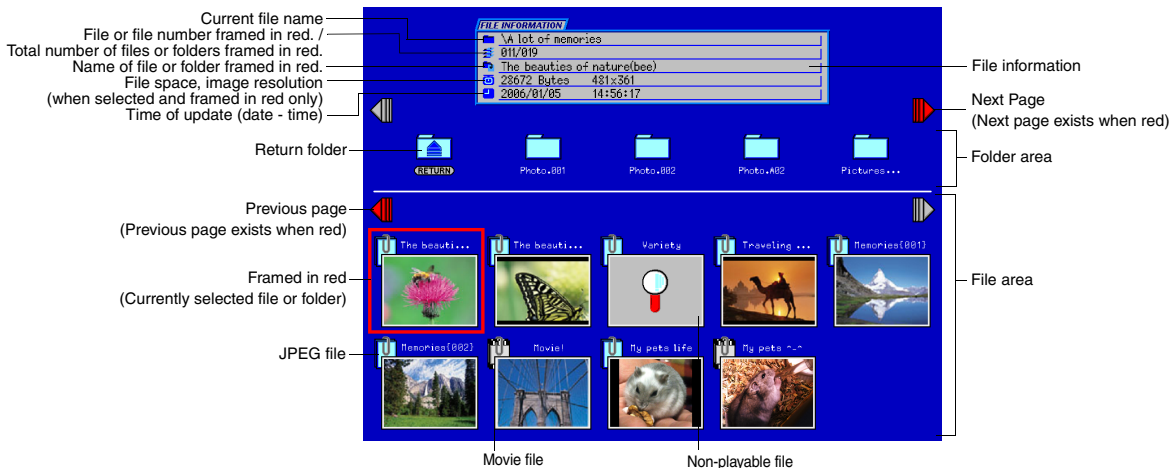 Current file name
File or file number framed in red. /
Total number of files or folders framed in red.
Name of file or folder framed in red.
File space, image resolution
(when selected and framed in red only)
Time of update (date - time)
FILE INFORMATION
\A lot of memories
011/019
The beauties of nature(bee)
28672 Bytes 481x361
2006/01/05 14:56:17
File information
Next Page
(Next page exists when red)
Return folder
RETURN
Photo.001
Photo.002
Photo.A02
Pictures...
Folder area
Previous page
(Previous page exists when red)
The beauti...
The beauti...
Variety
Traveling ...
Memories{001}
Framed in red
(Currently selected file or folder)
File area
JPEG file
Memories{002}
Movie!
My pets life
My pets ^-^
Movie file
Non-playable file